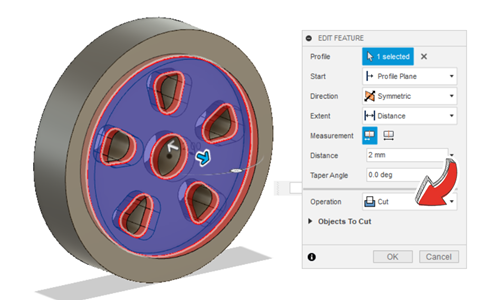 EDIT FEATURE
Profile 1 selected
Start Profile Plane
Direction Symmetric
Extent Distance
Measurement
Distance 2 mm
Taper Angle 0.0 deg
Operation Cut
Objects To Cut
OK Cancel